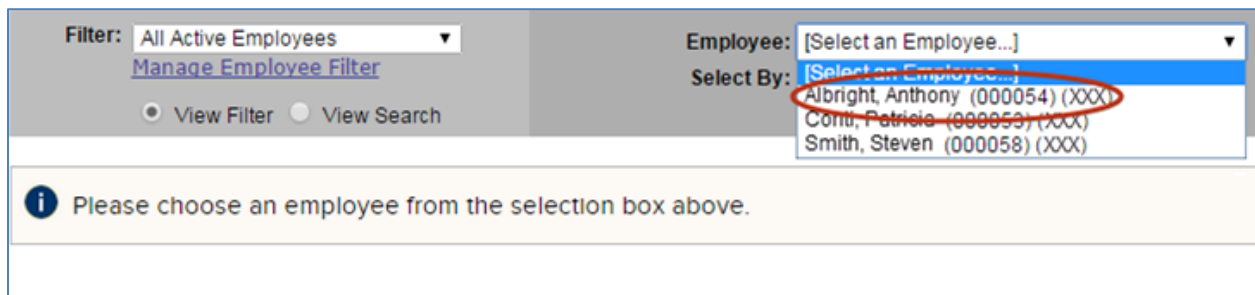 Filter: All Active Employees
Manage Employee Filter
View Filter View Search
Employee: [Select an Employee...]
Select By: [Select an Employee...]
Albright, Anthony (000054) (XXX)
Conti, Patricia (000053) (XXX)
Smith, Steven (000058) (XXX)
i Please choose an employee from the selection box above.